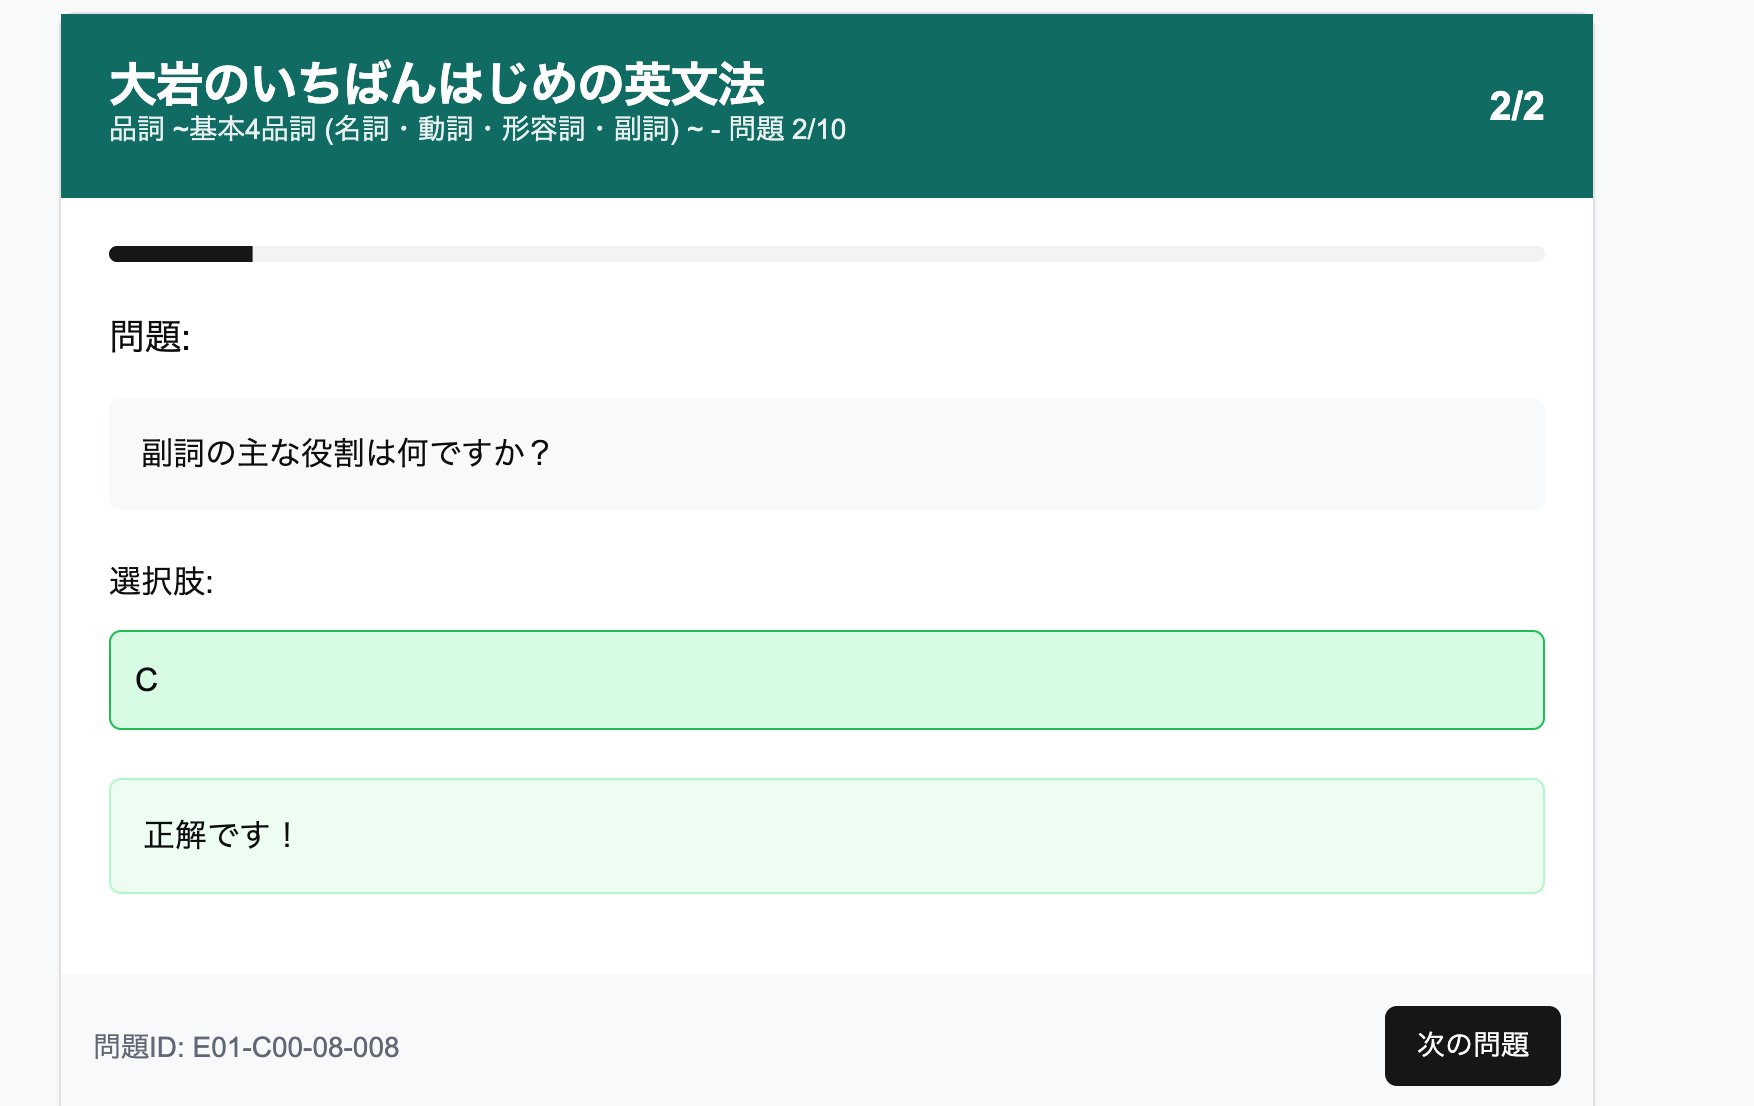 大岩のいちばんはじめの英文法
2/2
品詞 ~基本4品詞 (名詞・動詞・形容詞・副詞) ~ - 問題 2/10
問題:
副詞の主な役割は何ですか？
選択肢:
C
正解です！
問題ID: E01-C00-08-008
次の問題